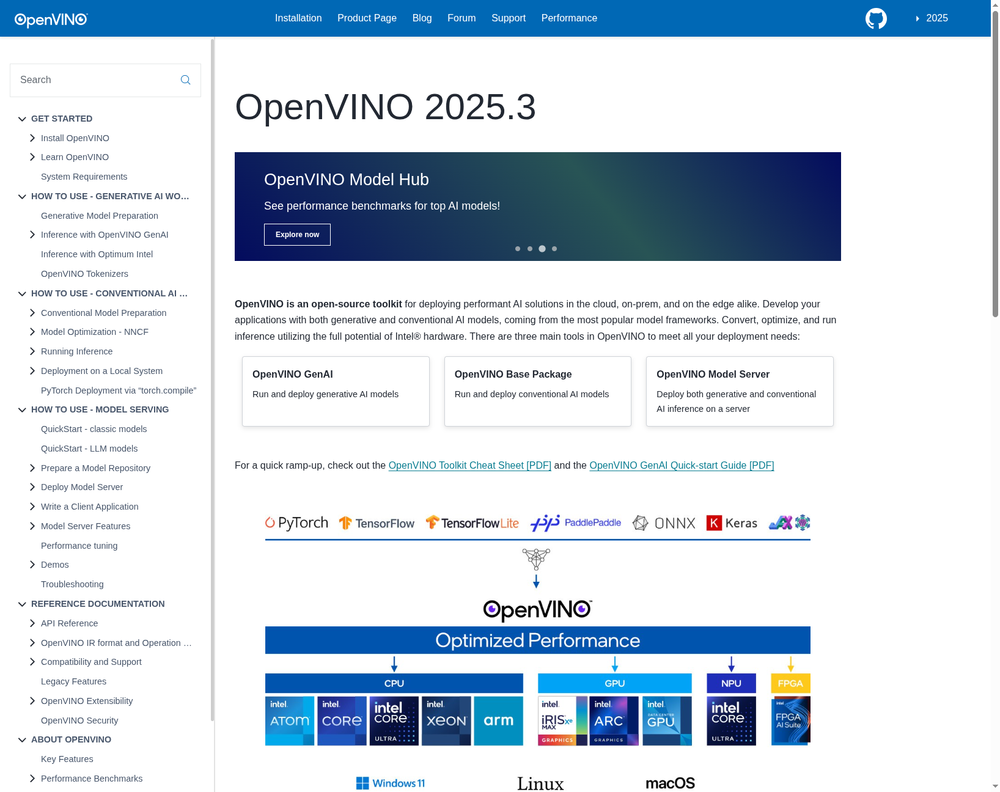 OpenVINO™
Installation Product Page Blog Forum Support Performance 2025
Search
GET STARTED
Install OpenVINO
Learn OpenVINO
System Requirements
HOW TO USE - GENERATIVE AI WO…
Generative Model Preparation
Inference with OpenVINO GenAI
Inference with Optimum Intel
OpenVINO Tokenizers
HOW TO USE - CONVENTIONAL AI …
Conventional Model Preparation
Model Optimization - NNCF
Running Inference
Deployment on a Local System
PyTorch Deployment via “torch.compile”
HOW TO USE - MODEL SERVING
QuickStart - classic models
QuickStart - LLM models
Prepare a Model Repository
Deploy Model Server
Write a Client Application
Model Server Features
Performance tuning
Demos
Troubleshooting
REFERENCE DOCUMENTATION
API Reference
OpenVINO IR format and Operation …
Compatibility and Support
Legacy Features
OpenVINO Extensibility
OpenVINO Security
ABOUT OPENVINO
Key Features
Performance Benchmarks
OpenVINO 2025.3
OpenVINO Model Hub
See performance benchmarks for top AI models!
Explore now
OpenVINO is an open-source toolkit for deploying performant AI solutions in the cloud, on-prem, and on the edge alike. Develop your
applications with both generative and conventional AI models, coming from the most popular model frameworks. Convert, optimize, and run
inference utilizing the full potential of Intel® hardware. There are three main tools in OpenVINO to meet all your deployment needs:
OpenVINO GenAI
Run and deploy generative AI models
OpenVINO Base Package
Run and deploy conventional AI models
OpenVINO Model Server
Deploy both generative and conventional
AI inference on a server
For a quick ramp-up, check out the OpenVINO Toolkit Cheat Sheet [PDF] and the OpenVINO GenAI Quick-start Guide [PDF]
PyTorch TensorFlow TensorFlow Lite PaddlePaddle ONNX K Keras JAX
OpenVINO™
Optimized Performance
CPU GPU NPU FPGA
intel ATOM
intel CORE
intel CORE ULTRA
intel XEON
arm
intel IRIS Xe MAX GRAPHICS
intel ARC GRAPHICS
intel DATA CENTER GPU
intel CORE ULTRA
intel FPGA AI Suite
Windows 11 Linux macOS